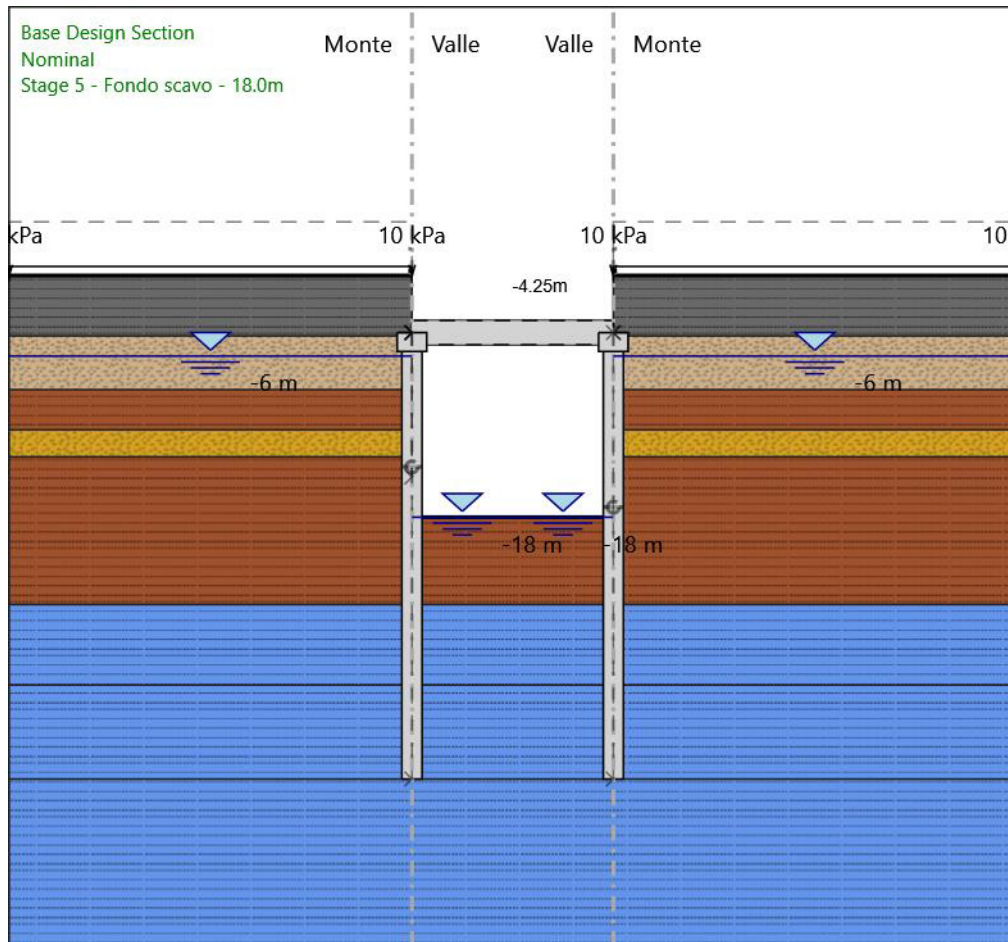 Base Design Section
Nominal
Stage 5 - Fondo scavo - 18.0m
Monte Valle Valle Monte
kPa 10 kPa 10 kPa 10
-4.25m
-6 m -6 m
-18 m -18 m